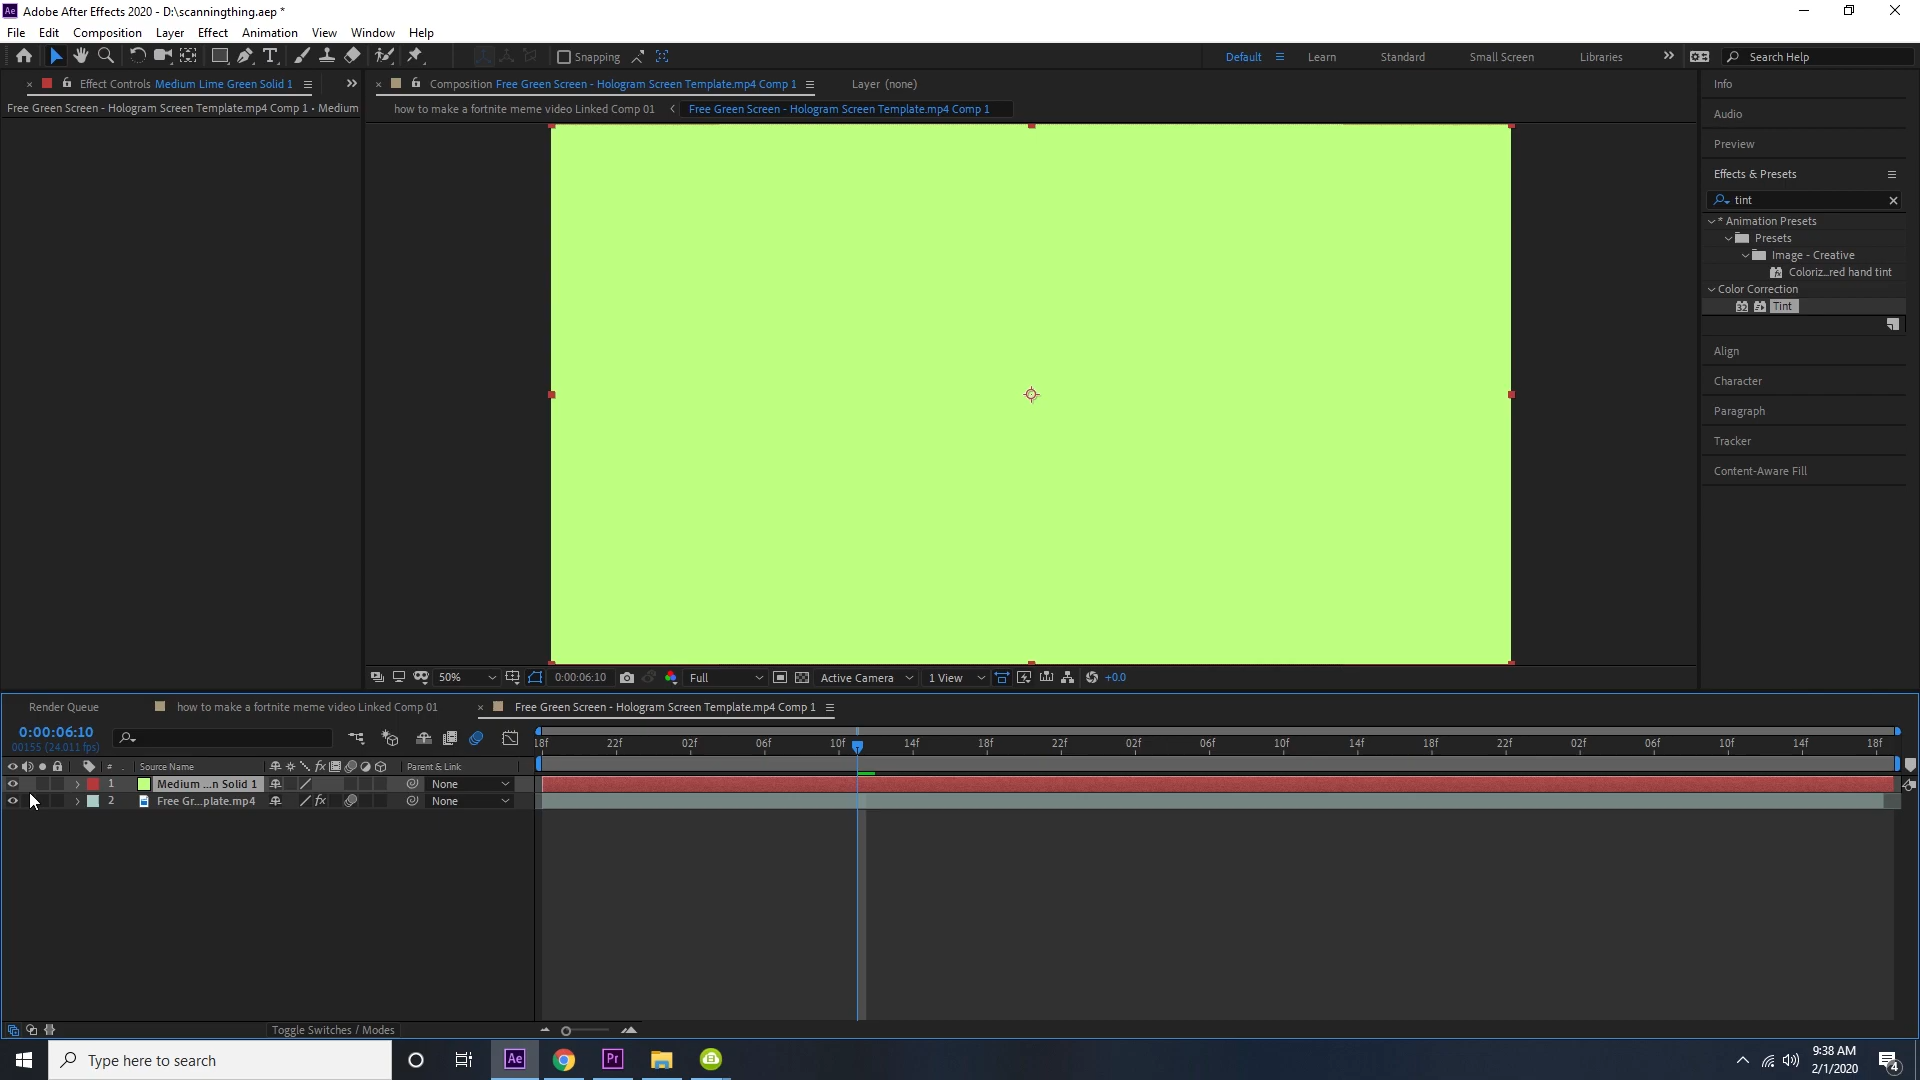 Ae Adobe After Effects 2020 - D:\scanningthing.aep *
File Edit Composition Layer Effect Animation View Window Help
Snapping Default Learn Standard Small Screen Libraries Search Help
Effect Controls Medium Lime Green Solid 1
Free Green Screen - Hologram Screen Template.mp4 Comp 1 • Medium
Composition Free Green Screen - Hologram Screen Template.mp4 Comp 1 Layer (none)
how to make a fortnite meme video Linked Comp 01 Free Green Screen - Hologram Screen Template.mp4 Comp 1
Info
Audio
Preview
Effects & Presets
tint
* Animation Presets
Presets
Image - Creative
Coloriz...red hand tint
Color Correction
32 Tint
Align
Character
Paragraph
Tracker
Content-Aware Fill
50% 0:00:06:10 Full Active Camera 1 View +0.0
Render Queue how to make a fortnite meme video Linked Comp 01 Free Green Screen - Hologram Screen Template.mp4 Comp 1
0:00:06:10
00155 (24.011 fps)
18f 22f 02f 06f 10f 14f 18f 22f 02f 06f 10f 14f 18f 22f 02f 06f 10f 14f 18f
# Source Name fx Parent & Link
1 Medium ...n Solid 1 None
2 Free Gr...plate.mp4 fx None
Toggle Switches / Modes
Type here to search Ae Pr
9:38 AM
2/1/2020
4